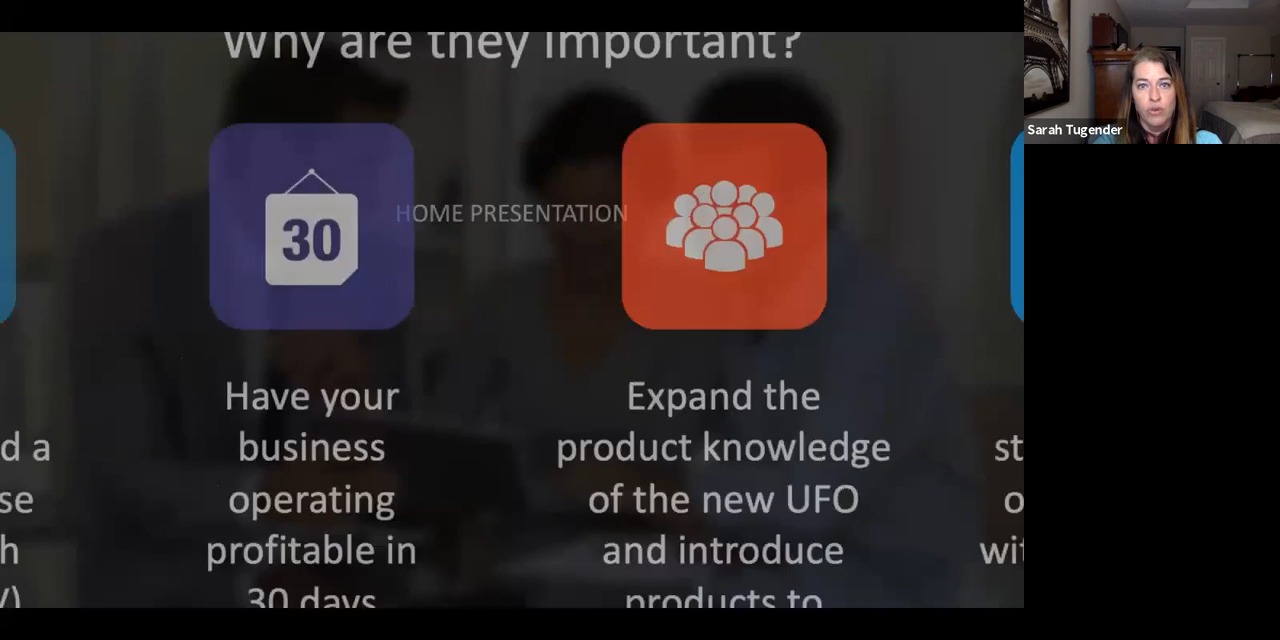 Why are they important?
Sarah Tugender
30
HOME PRESENTATION
d a
se
h
V)
Have your
business
operating
profitable in
30 days
Expand the
product knowledge
of the new UFO
and introduce
products to
st
o
wit